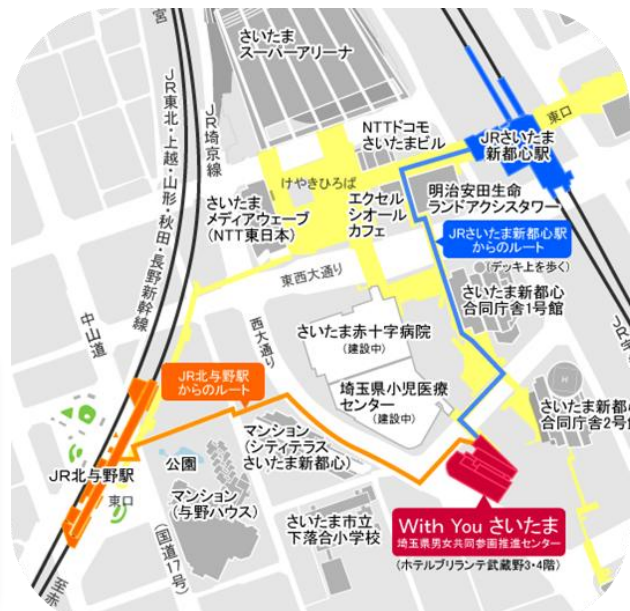 宮
さいたま
スーパーアリーナ
JR東北・上越・山形・秋田・長野新幹線
JR埼京線
NTTドコモ
さいたまビル
東口
JRさいたま
新都心駅
けやきひろば
さいたま
メディアウェーブ
(NTT東日本)
エクセル
シオール
カフェ
明治安田生命
ランドアクシスタワー
JRさいたま新都心駅
からのルート
(デッキ上を歩く)
東西大通り
さいたま新都心
合同庁舎1号館
中山道
西大通り
さいたま赤十字病院
(建設中)
JR北与野駅
からのルート
埼玉県小児医療
センター
(建設中)
さいたま新都心
合同庁舎2号館
マンション
(シティテラス
さいたま新都心)
JR北与野駅
東口
公園
マンション
(与野ハウス)
(国道17号)
さいたま市立
下落合小学校
With You さいたま
埼玉県男女共同参画推進センター
(ホテルブリランテ武蔵野3・4階)
至赤